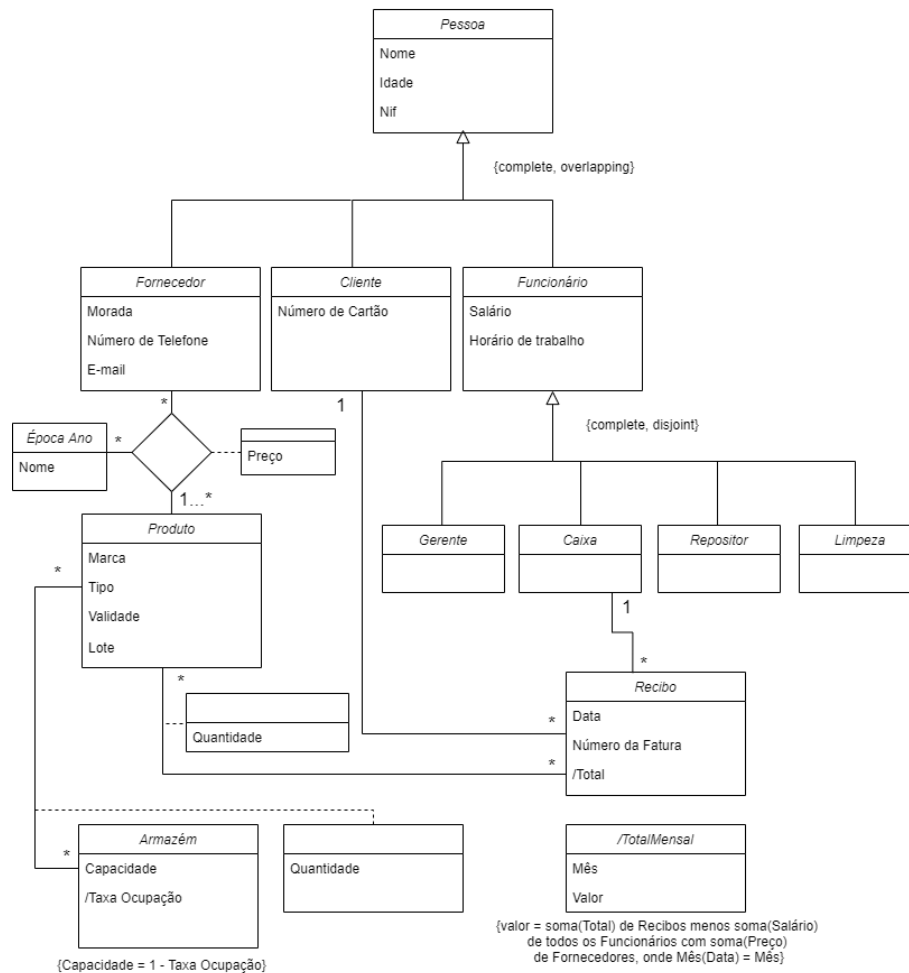 Pessoa
Nome
Idade
Nif
{complete, overlapping}
Fornecedor
Morada
Número de Telefone
E-mail
Cliente
Número de Cartão
Funcionário
Salário
Horário de trabalho
*
1
{complete, disjoint}
Época Ano
Nome
*
Preço
1...*
Produto
Marca
Tipo
Validade
Lote
*
Gerente
Caixa
Repositor
Limpeza
1
*
*
Quantidade
Recibo
Data
Número da Fatura
/Total
*
*
Armazém
Capacidade
/Taxa Ocupação
*
Quantidade
/TotalMensal
Mês
Valor
{Capacidade = 1 - Taxa Ocupação}
{valor = soma(Total) de Recibos menos soma(Salário)
de todos os Funcionários com soma(Preço)
de Fornecedores, onde Mês(Data) = Mês}